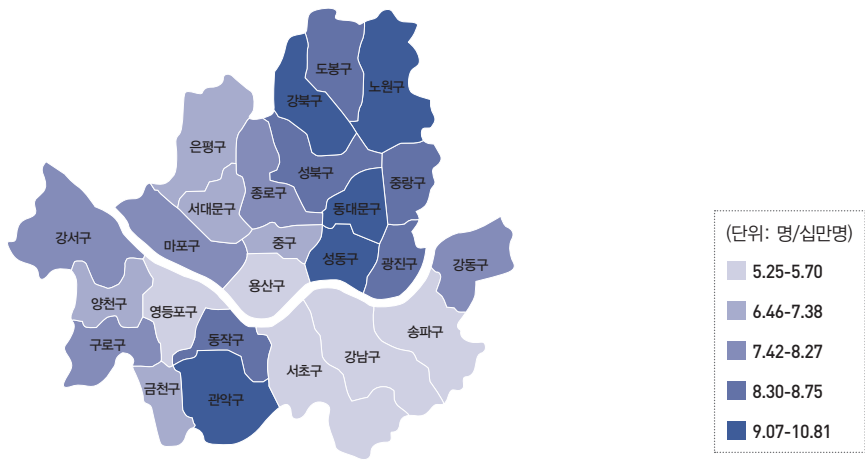 도봉구
노원구
강북구
은평구
성북구
중랑구
종로구
서대문구
동대문구
강서구
마포구
중구
성동구
광진구
강동구
용산구
양천구
영등포구
송파구
동작구
구로구
강남구
서초구
금천구
관악구
(단위: 명/십만명)
5.25-5.70
6.46-7.38
7.42-8.27
8.30-8.75
9.07-10.81